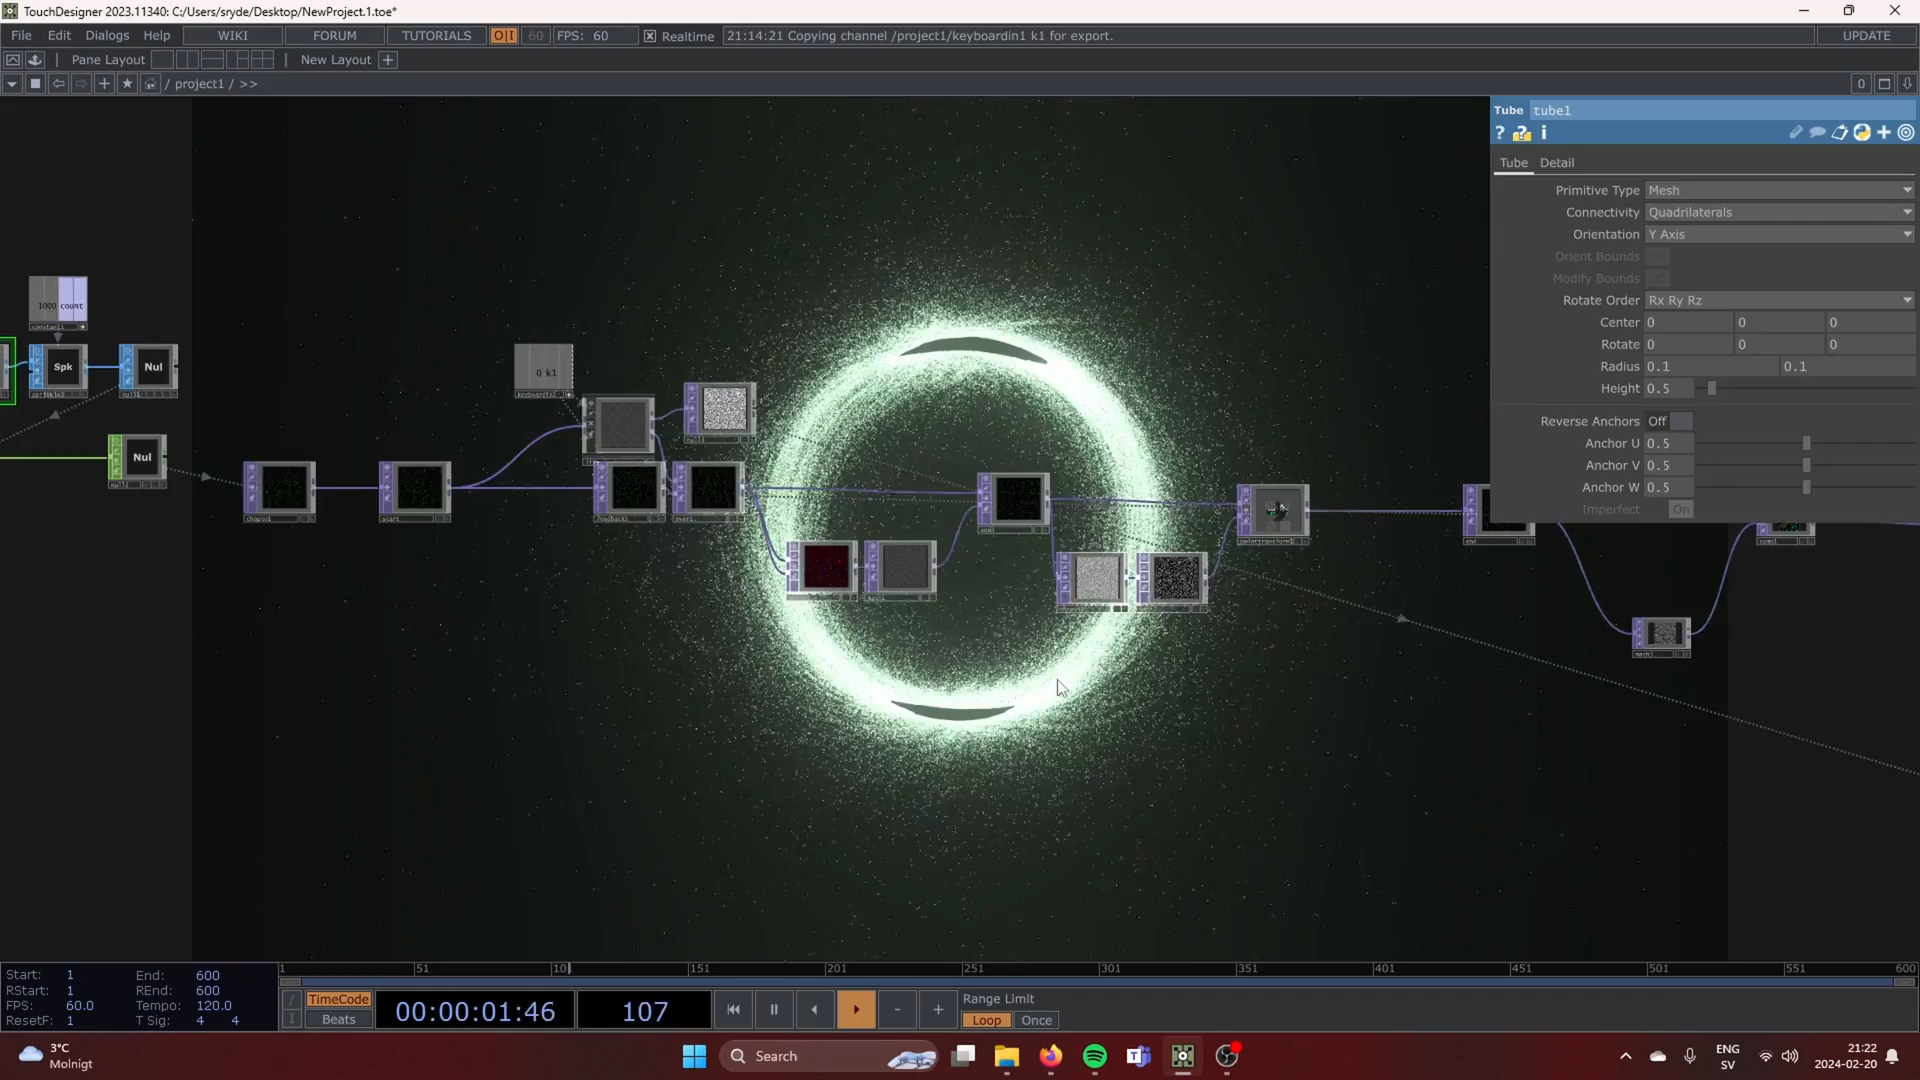 TouchDesigner 2023.11340: C:/Users/sryde/Desktop/NewProject.1.toe*
File Edit Dialogs Help WIKI FORUM TUTORIALS O|I 60 FPS: 60 Realtime 21:14:21 Copying channel /project1/keyboardin1 k1 for export. UPDATE
Pane Layout New Layout +
/ project1 / >> 0
Tube tube1
? ? i
Tube Detail
Primitive Type Mesh
Connectivity Quadrilaterals
Orientation Y Axis
Orient Bounds
Modify Bounds
Rotate Order Rx Ry Rz
Center 0 0 0
Rotate 0 0 0
Radius 0.1 0.1
Height 0.5
Reverse Anchors Off
Anchor U 0.5
Anchor V 0.5
Anchor W 0.5
Imperfect On
1000 count
Spk Nul
0 k1
keyboardin1
Nul
pointtransform1
Start: 1 End: 600
RStart: 1 REnd: 600
FPS: 60.0 Tempo: 120.0
ResetF: 1 T Sig: 4 4
1 51 101 151 201 251 301 351 401 451 501 551 600
TimeCode
Beats
00:00:01:46 107
Range Limit
Loop Once
3°C
Molnigt
Search
ENG
SV
21:22
2024-02-20